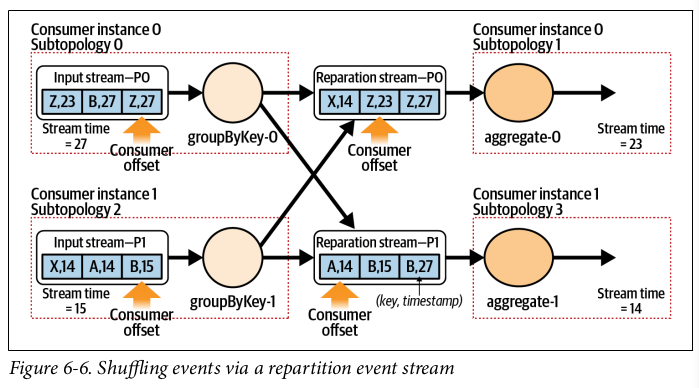 Consumer instance 0
Subtopology 0
Input stream—P0
Z,23 B,27 Z,27
Stream time
= 27
Consumer
offset
groupByKey-0
Reparation stream—P0
X,14 Z,23 Z,27
Consumer
offset
Consumer instance 0
Subtopology 1
aggregate-0
Stream time
= 23
Consumer instance 1
Subtopology 2
Input stream—P1
X,14 A,14 B,15
Stream time
= 15
Consumer
offset
groupByKey-1
Reparation stream—P1
A,14 B,15 B,27
(key, timestamp)
Consumer
offset
Consumer instance 1
Subtopology 3
aggregate-1
Stream time
= 14
Figure 6-6. Shuffling events via a repartition event stream